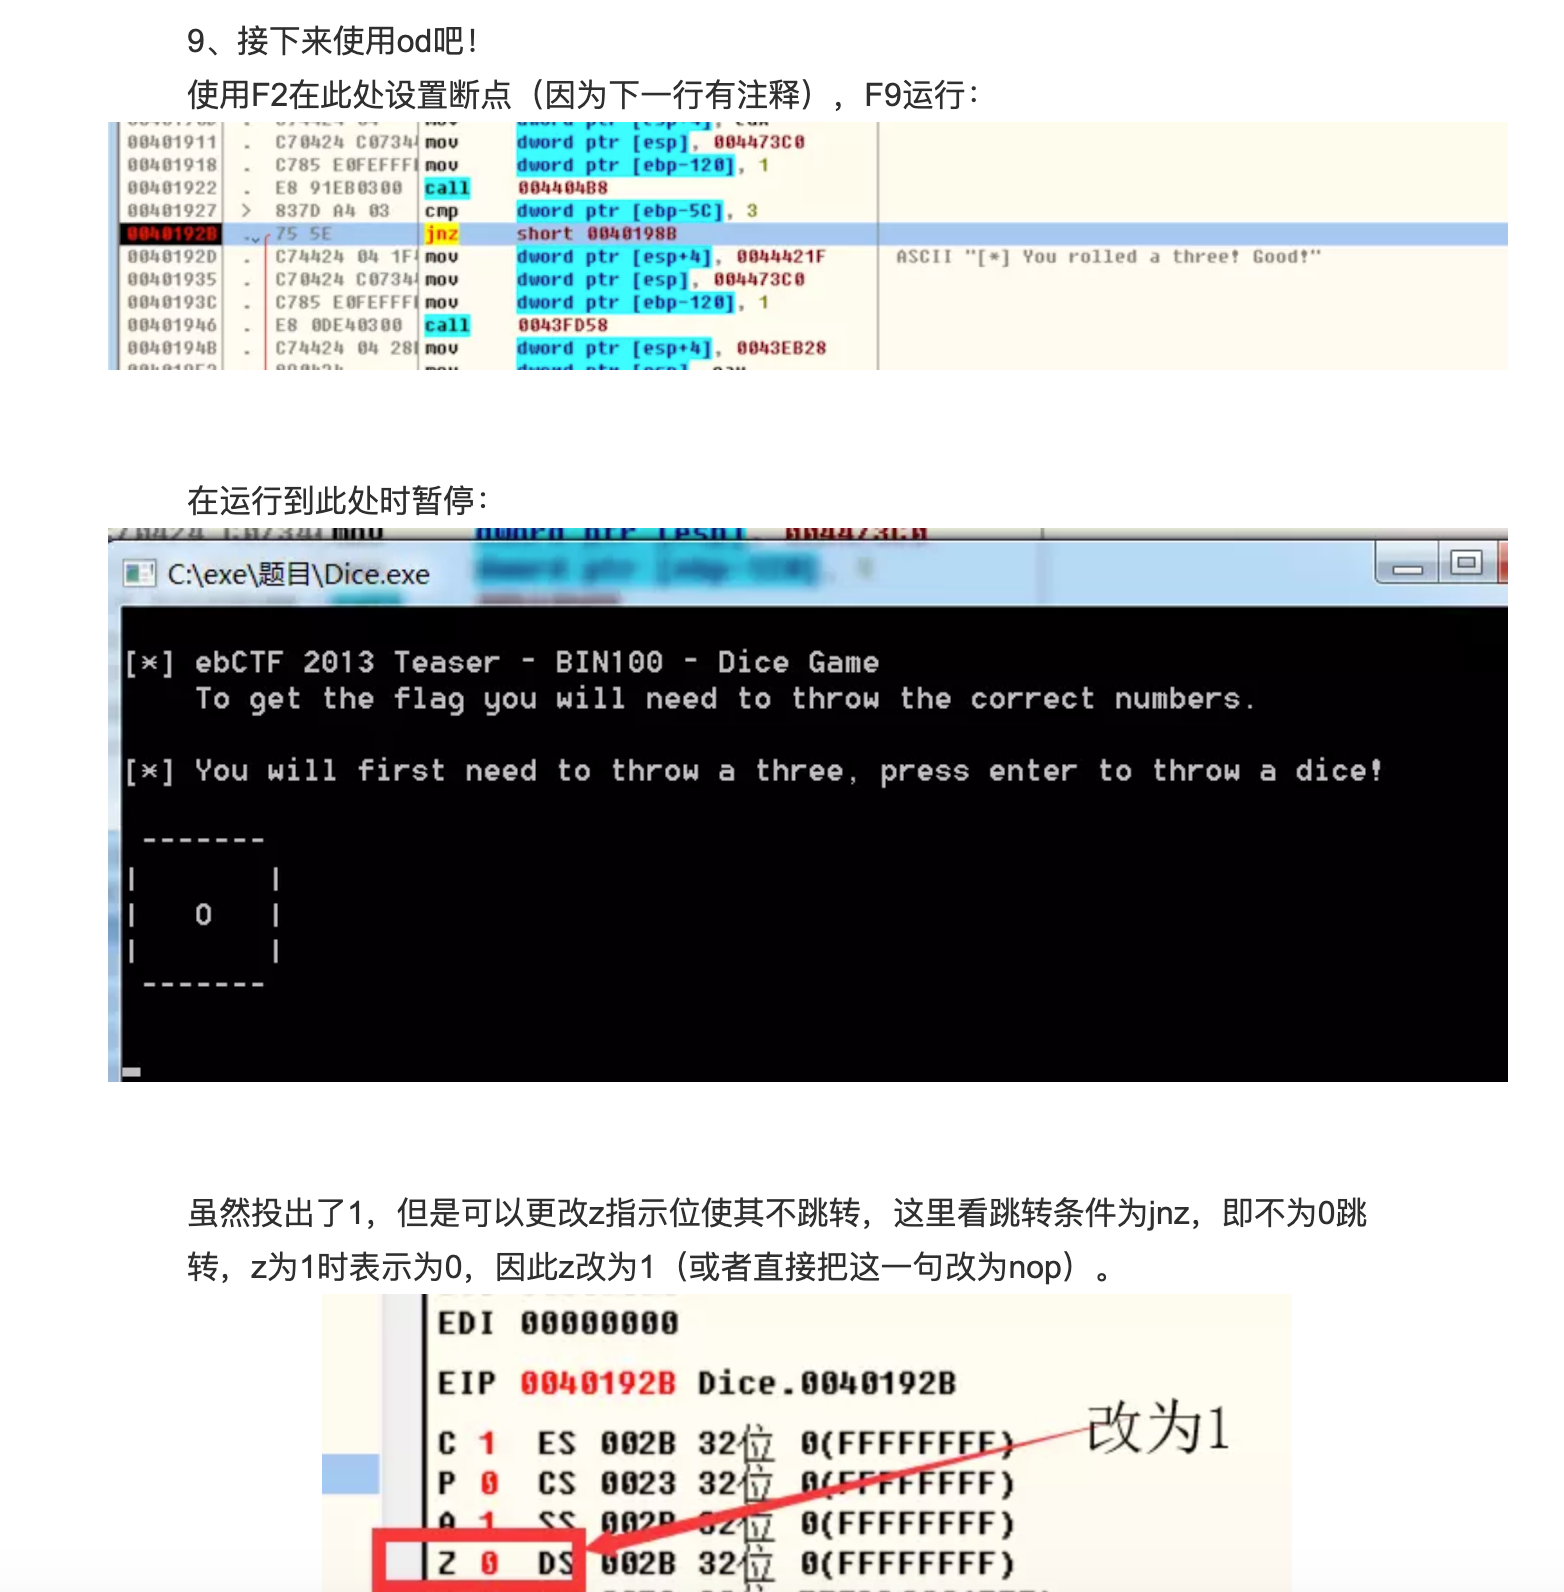 9、接下来使用od吧！
使用F2在此处设置断点（因为下一行有注释），F9运行：
00401911 . C70424 C0734 mov dword ptr [esp], 004473C0
00401918 . C785 E0FEFFF mov dword ptr [ebp-120], 1
00401922 . E8 91EB0300 call 004404B8
00401927 > 837D A4 03 cmp dword ptr [ebp-5C], 3
0040192B 75 5E jnz short 0040198B
0040192D . C74424 04 1F mov dword ptr [esp+4], 0044421F ASCII "[*] You rolled a three! Good!"
00401935 . C70424 C0734 mov dword ptr [esp], 004473C0
0040193C . C785 E0FEFFF mov dword ptr [ebp-120], 1
00401946 . E8 0DE40300 call 0043FD58
0040194B . C74424 04 28 mov dword ptr [esp+4], 0043EB28
在运行到此处时暂停：
C:\exe\题目\Dice.exe
[*] ebCTF 2013 Teaser - BIN100 - Dice Game
To get the flag you will need to throw the correct numbers.
[*] You will first need to throw a three, press enter to throw a dice!
-------
| |
| O |
| |
-------
虽然投出了1，但是可以更改z指示位使其不跳转，这里看跳转条件为jnz，即不为0跳
转，z为1时表示为0，因此z改为1（或者直接把这一句改为nop）。
EDI 00000000
EIP 0040192B Dice.0040192B
改为1
C 1 ES 002B 32位 0(FFFFFFFF)
P 0 CS 0023 32位 0(FFFFFFFF)
A 1 SS 002B 32位 0(FFFFFFFF)
Z 0 DS 002B 32位 0(FFFFFFFF)